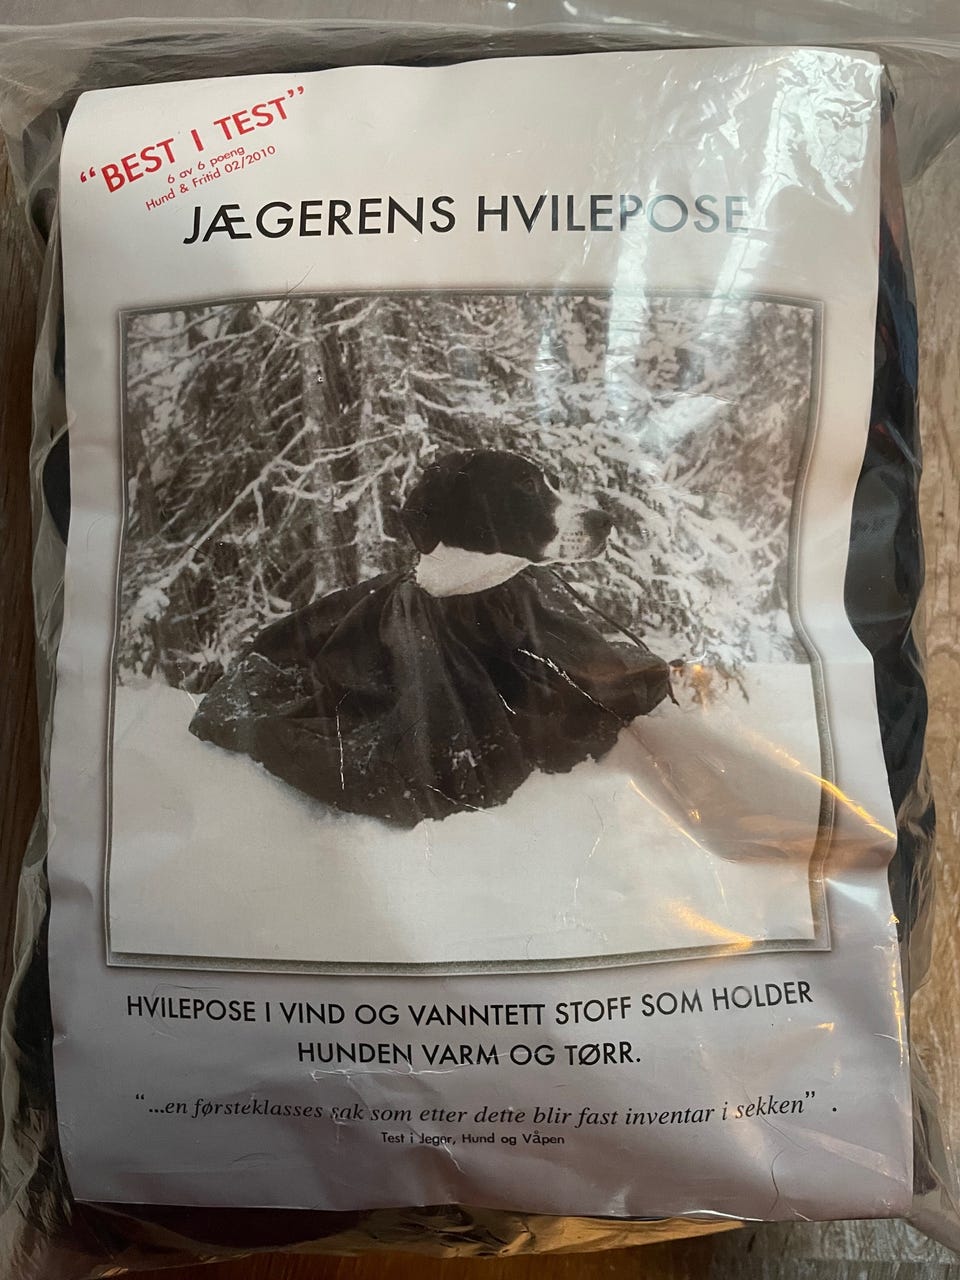 “BEST I TEST”
6 av 6 poeng
Hund & Fritid 02/2010
JÆGERENS HVILEPOSE
HVILEPOSE I VIND OG VANNTETT STOFF SOM HOLDER
HUNDEN VARM OG TØRR.
“...en førsteklasses sak som etter dette blir fast inventar i sekken” .
Test i Jeger, Hund og Våpen